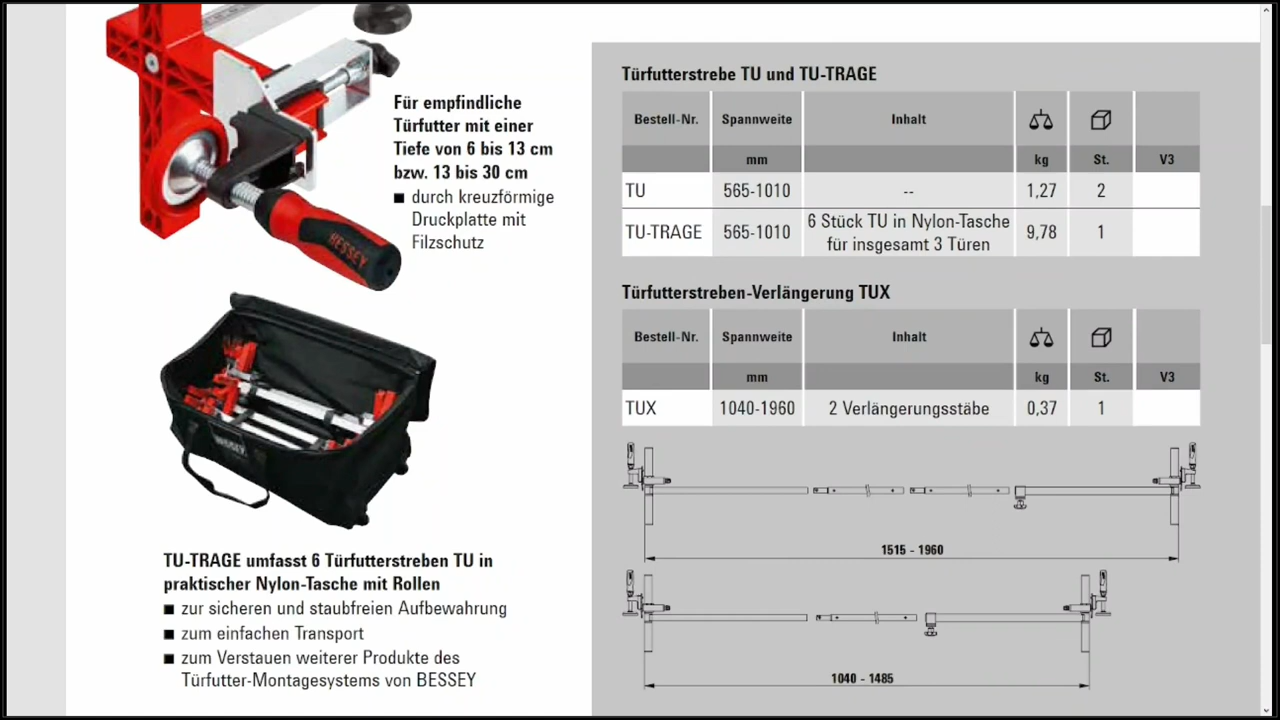 Für empfindliche
Türfutter mit einer
Tiefe von 6 bis 13 cm
bzw. 13 bis 30 cm
■ durch kreuzförmige
Druckplatte mit
Filzschutz
BESSEY
BESSEY
TU-TRAGE umfasst 6 Türfutterstreben TU in
praktischer Nylon-Tasche mit Rollen
■ zur sicheren und staubfreien Aufbewahrung
■ zum einfachen Transport
■ zum Verstauen weiterer Produkte des
Türfutter-Montagesystems von BESSEY
Türfutterstrebe TU und TU-TRAGE
Bestell-Nr. Spannweite Inhalt
mm kg St. V3
TU 565-1010 -- 1,27 2
TU-TRAGE 565-1010 6 Stück TU in Nylon-Tasche
für insgesamt 3 Türen 9,78 1
Türfutterstreben-Verlängerung TUX
Bestell-Nr. Spannweite Inhalt
mm kg St. V3
TUX 1040-1960 2 Verlängerungsstäbe 0,37 1
1515 - 1960
1040 - 1485